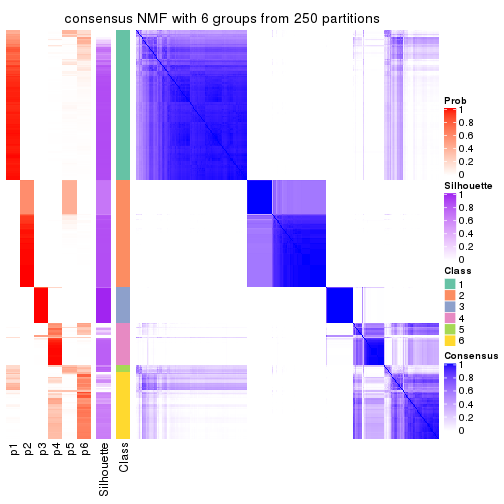 consensus NMF with 6 groups from 250 partitions
Prob
1
0.8
0.6
0.4
0.2
0
Silhouette
1
0.8
0.6
0.4
0.2
0
Class
1
2
3
4
5
6
Consensus
1
0.8
0.6
0.4
0.2
0
p1
p2
p3
p4
p5
p6
Silhouette
Class